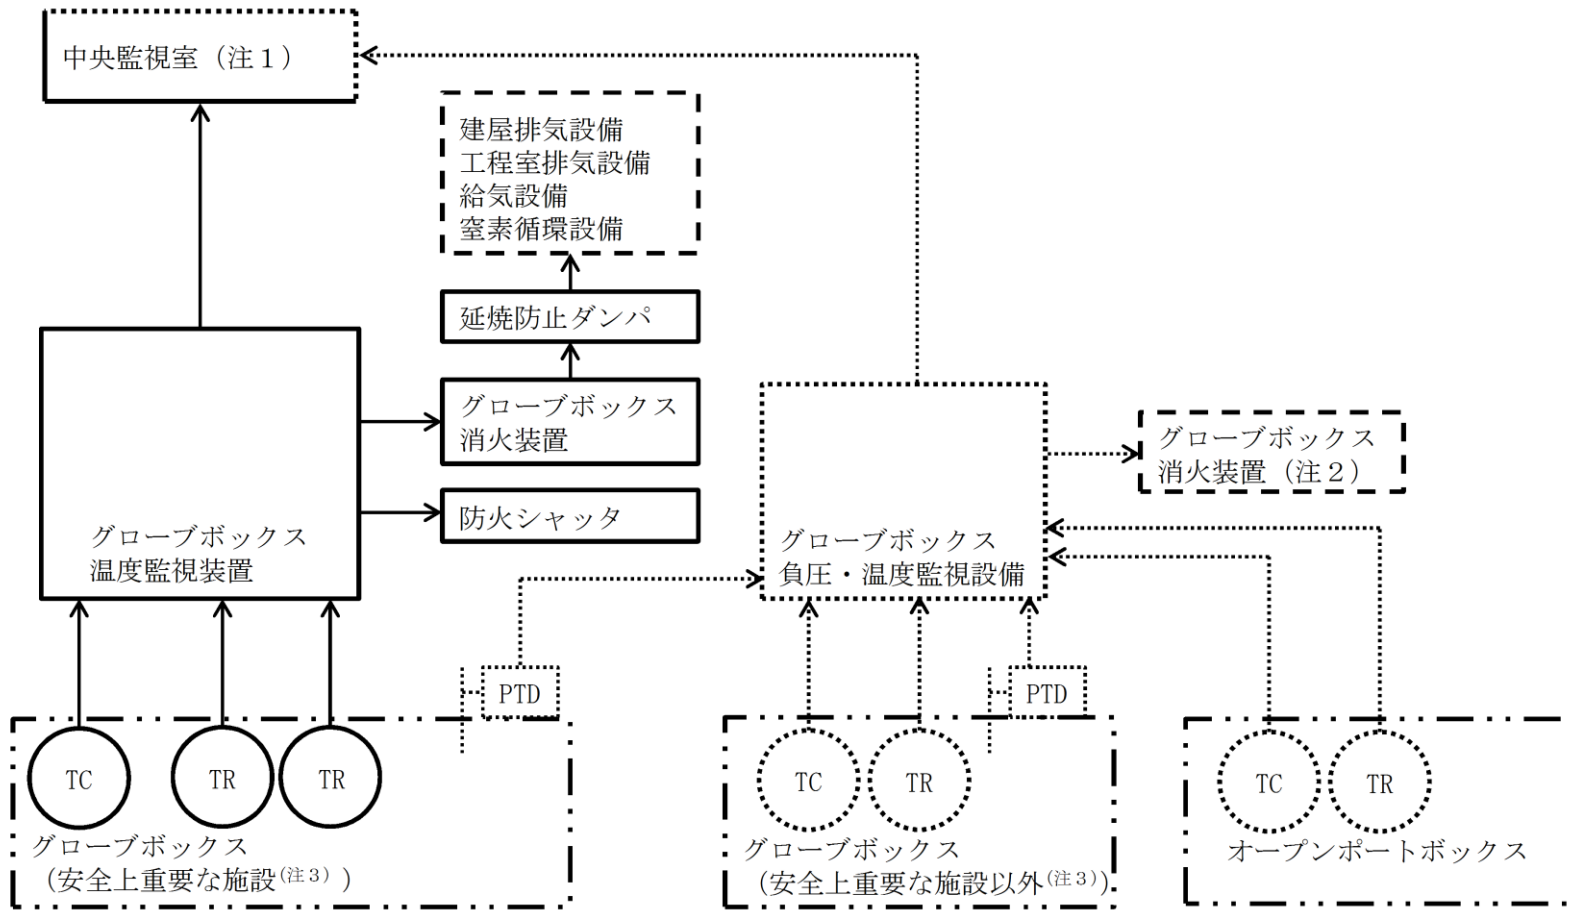 中央監視室（注１）
建屋排気設備
工程室排気設備
給気設備
窒素循環設備
延焼防止ダンパ
グローブボックス
消火装置
防火シャッタ
グローブボックス
温度監視装置
グローブボックス
消火装置（注２）
グローブボックス
負圧・温度監視設備
PTD
PTD
TC
TR
TR
グローブボックス
（安全上重要な施設(注３)）
TC
TR
グローブボックス
（安全上重要な施設以外(注３)）
TC
TR
オープンポートボックス